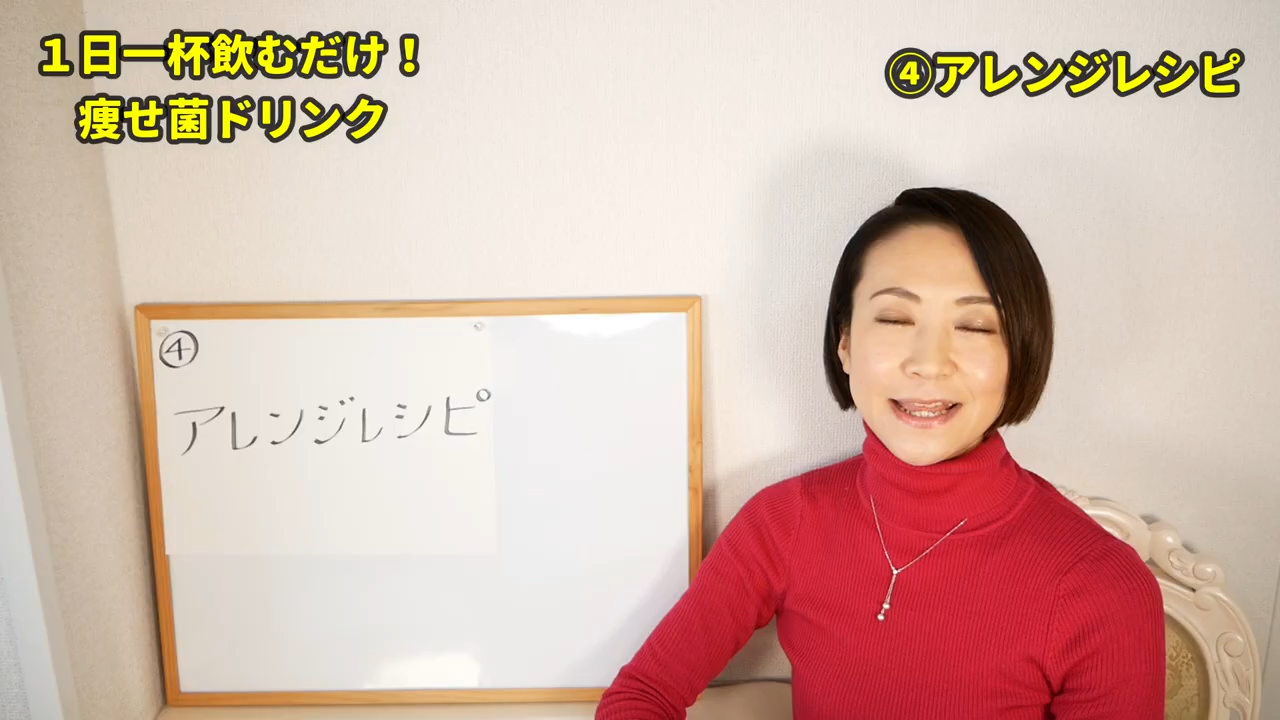 １日一杯飲むだけ！
痩せ菌ドリンク
④アレンジレシピ
④
アレンジレシピ